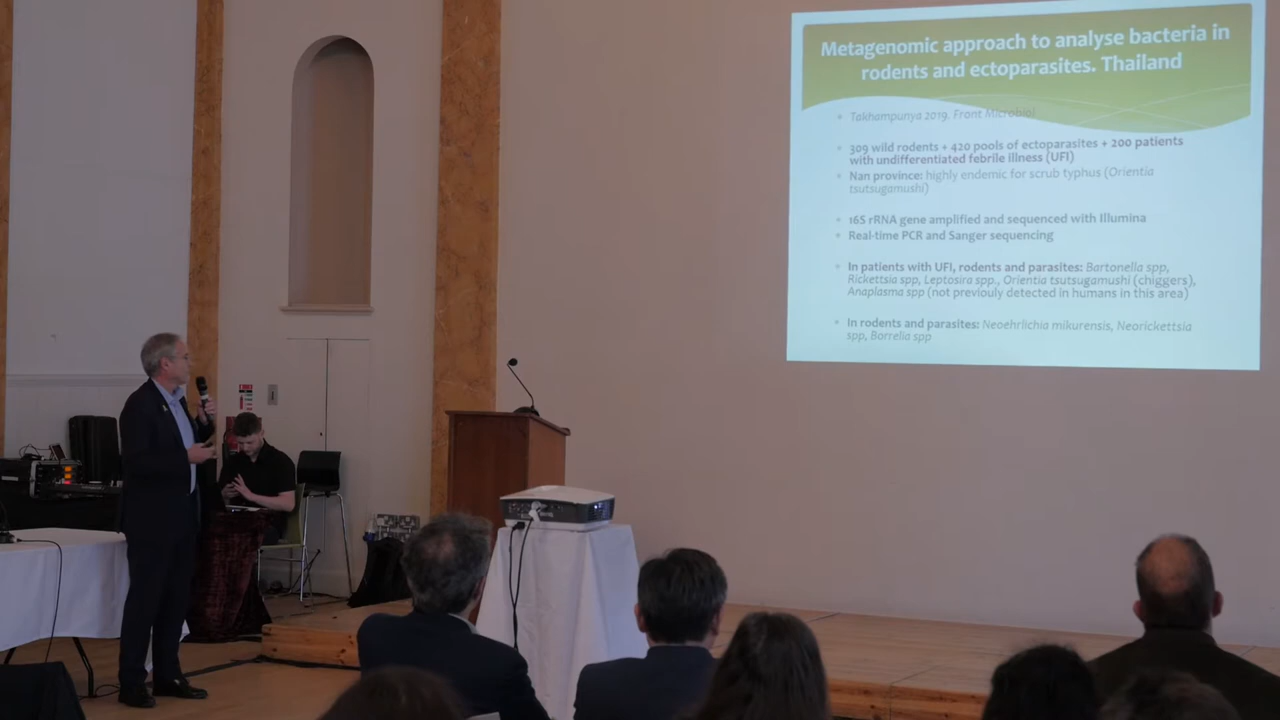 Metagenomic approach to analyse bacteria in
rodents and ectoparasites. Thailand
Takhampunya 2019. Front Microbiol
309 wild rodents + 420 pools of ectoparasites + 200 patients
with undifferentiated febrile illness (UFI)
Nan province: highly endemic for scrub typhus (Orientia
tsutsugamushi)
16S rRNA gene amplified and sequenced with Illumina
Real-time PCR and Sanger sequencing
In patients with UFI, rodents and parasites: Bartonella spp,
Rickettsia spp, Leptosira spp., Orientia tsutsugamushi (chiggers),
Anaplasma spp (not previouly detected in humans in this area)
In rodents and parasites: Neoehrlichia mikurensis, Neorickettsia
spp, Borrelia spp